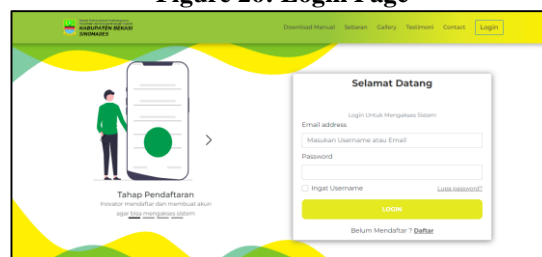 Figure 20. Login Page
KABUPATEN BEKASI
SINOMADES
Download Manual Sebaran Gallery Testimoni Contact Login
Selamat Datang
Login Untuk Mengakses Sistem
Email address
Masukan Username atau Email
Password
Ingat Username Lupa password?
LOGIN
Belum Mendaftar ? Daftar
Tahap Pendaftaran
Inovator mendaftar dan membuat akun
agar bisa mengakses sistem